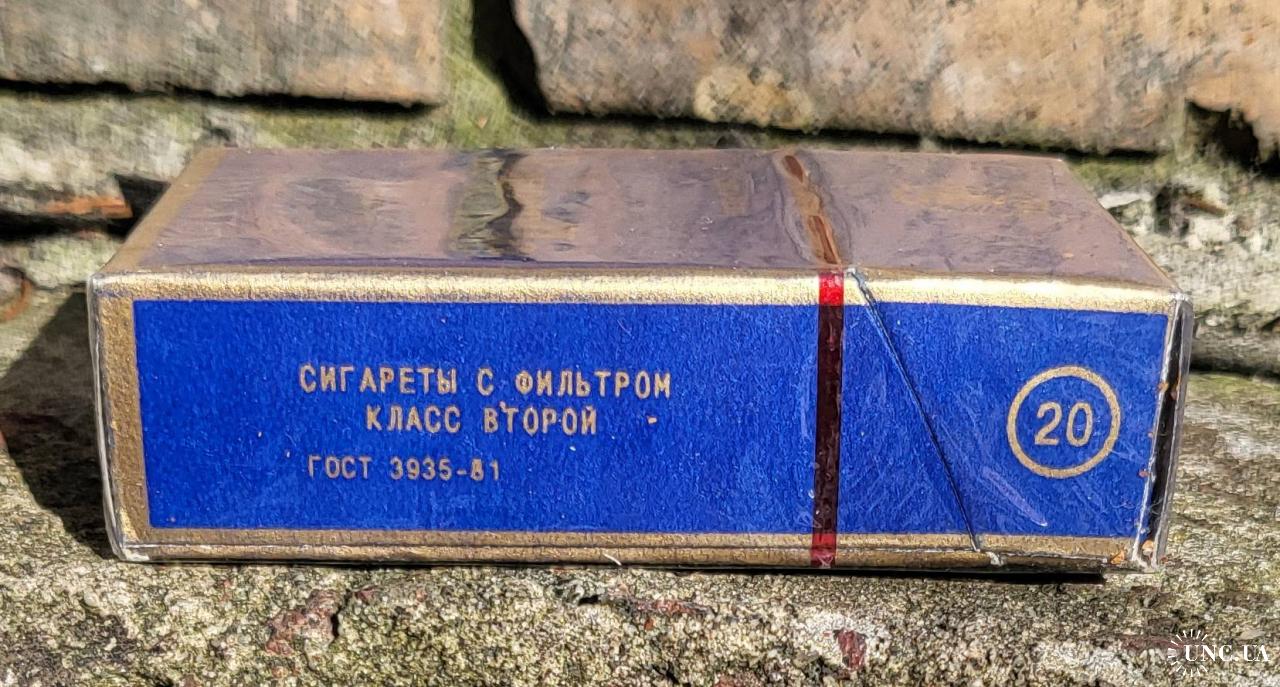 СИГАРЕТЫ С ФИЛЬТРОМ
КЛАСС ВТОРОЙ
ГОСТ 3935-81
20
UNC.UA